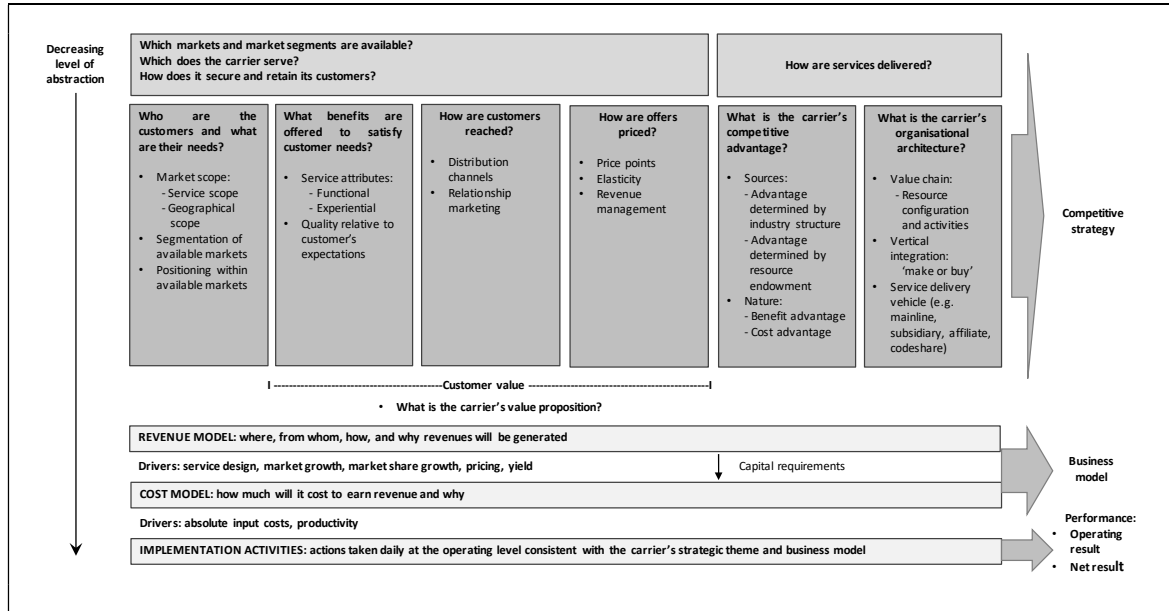 Decreasing
level of
abstraction
Which markets and market segments are available?
Which does the carrier serve?
How does it secure and retain its customers?
How are services delivered?
Who are the
customers and what
are their needs?
• Market scope:
- Service scope
- Geographical
scope
• Segmentation of
available markets
• Positioning within
available markets
What benefits are
offered to satisfy
customer needs?
• Service attributes:
- Functional
- Experiential
• Quality relative to
customer's
expectations
How are customers
reached?
• Distribution
channels
• Relationship
marketing
How are offers
priced?
• Price points
• Elasticity
• Revenue
management
What is the carrier's
competitive
advantage?
• Sources:
- Advantage
determined by
industry structure
- Advantage
determined by
resource
endowment
• Nature:
- Benefit advantage
- Cost advantage
What is the carrier's
organisational
architecture?
• Value chain:
- Resource
configuration
and activities
• Vertical
integration:
'make or buy'
• Service delivery
vehicle (e.g.
mainline,
subsidiary, affiliate,
codeshare)
Competitive
strategy
I ----Customer value ----I
• What is the carrier's value proposition?
REVENUE MODEL: where, from whom, how, and why revenues will be generated
Drivers: service design, market growth, market share growth, pricing, yield
Capital requirements
COST MODEL: how much will it cost to earn revenue and why
Business
model
Drivers: absolute input costs, productivity
IMPLEMENTATION ACTIVITIES: actions taken daily at the operating level consistent with the carrier's strategic theme and business model
Performance:
• Operating
result
• Net result